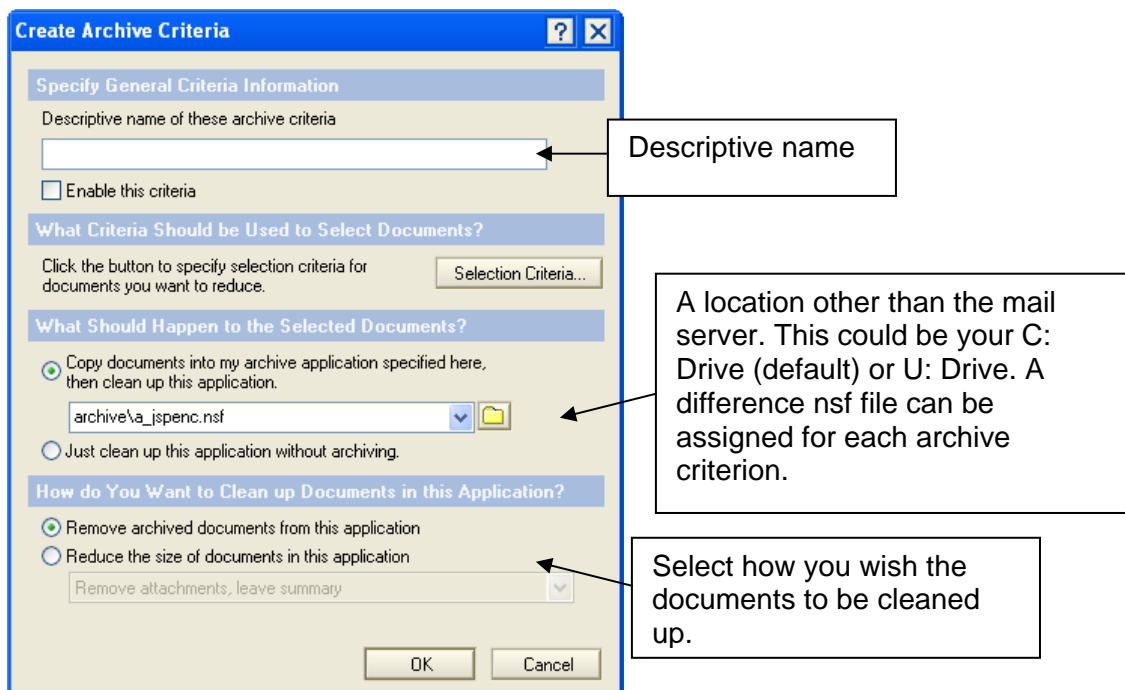 Create Archive Criteria
Specify General Criteria Information
Descriptive name of these archive criteria
Descriptive name
Enable this criteria
What Criteria Should be Used to Select Documents?
Click the button to specify selection criteria for
documents you want to reduce.
Selection Criteria...
What Should Happen to the Selected Documents?
Copy documents into my archive application specified here,
then clean up this application.
archive\a_jspenc.nsf
Just clean up this application without archiving.
A location other than the mail
server. This could be your C:
Drive (default) or U: Drive. A
difference nsf file can be
assigned for each archive
criterion.
How do You Want to Clean up Documents in this Application?
Remove archived documents from this application
Reduce the size of documents in this application
Remove attachments, leave summary
Select how you wish the
documents to be cleaned
up.
OK
Cancel